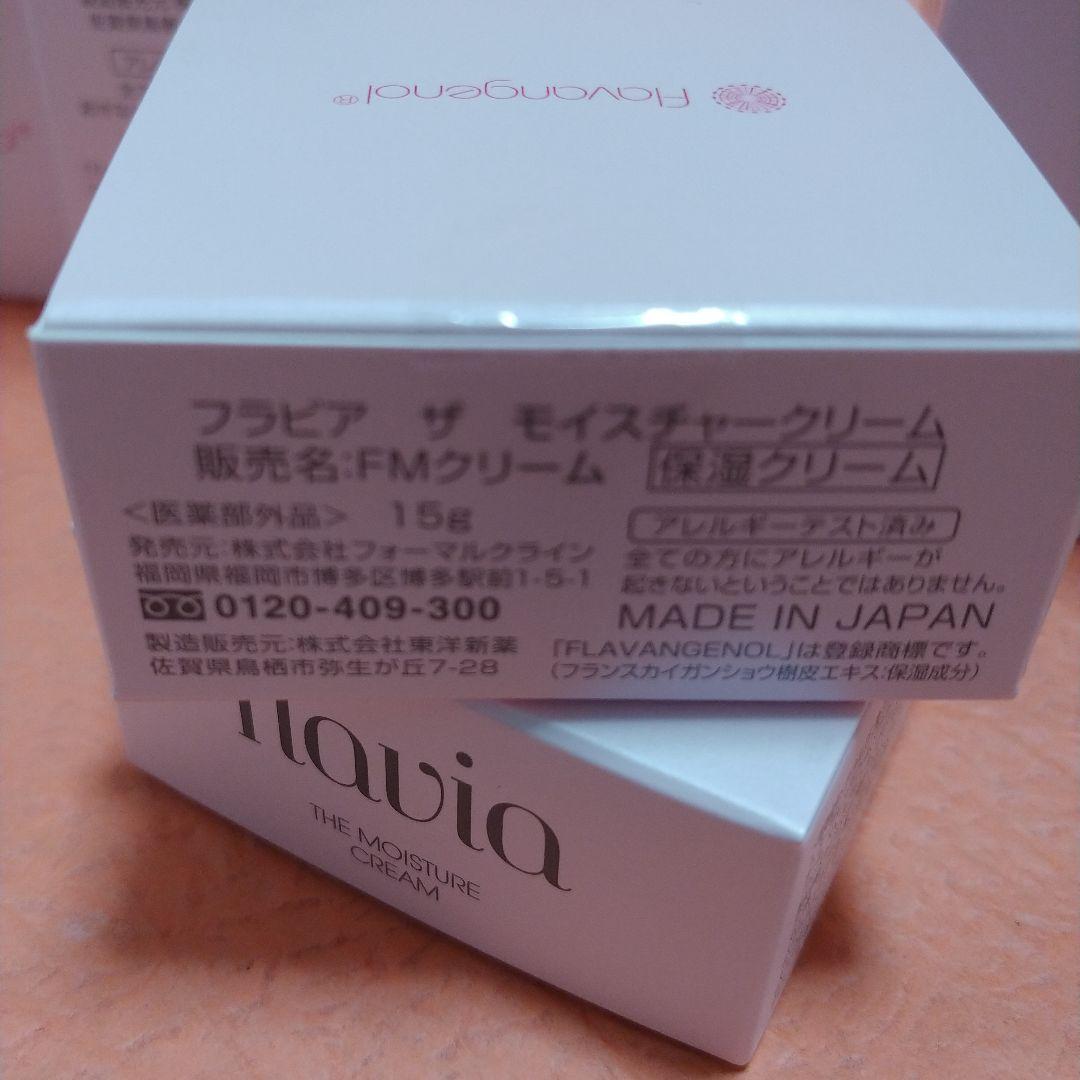 flavangenol®
フラビア ザ モイスチャークリーム
販売名:FMクリーム 保湿クリーム
<医薬部外品> 15g
発売元:株式会社フォーマルクライン
福岡県福岡市博多区博多駅前1-5-1
0120-409-300
製造販売元:株式会社東洋新薬
佐賀県鳥栖市弥生が丘7-28
アレルギーテスト済み
全ての方にアレルギーが
起きないということではありません。
MADE IN JAPAN
「FLAVANGENOL」は登録商標です。
(フランスカイガンショウ樹皮エキス:保湿成分)
flavia
THE MOISTURE
CREAM